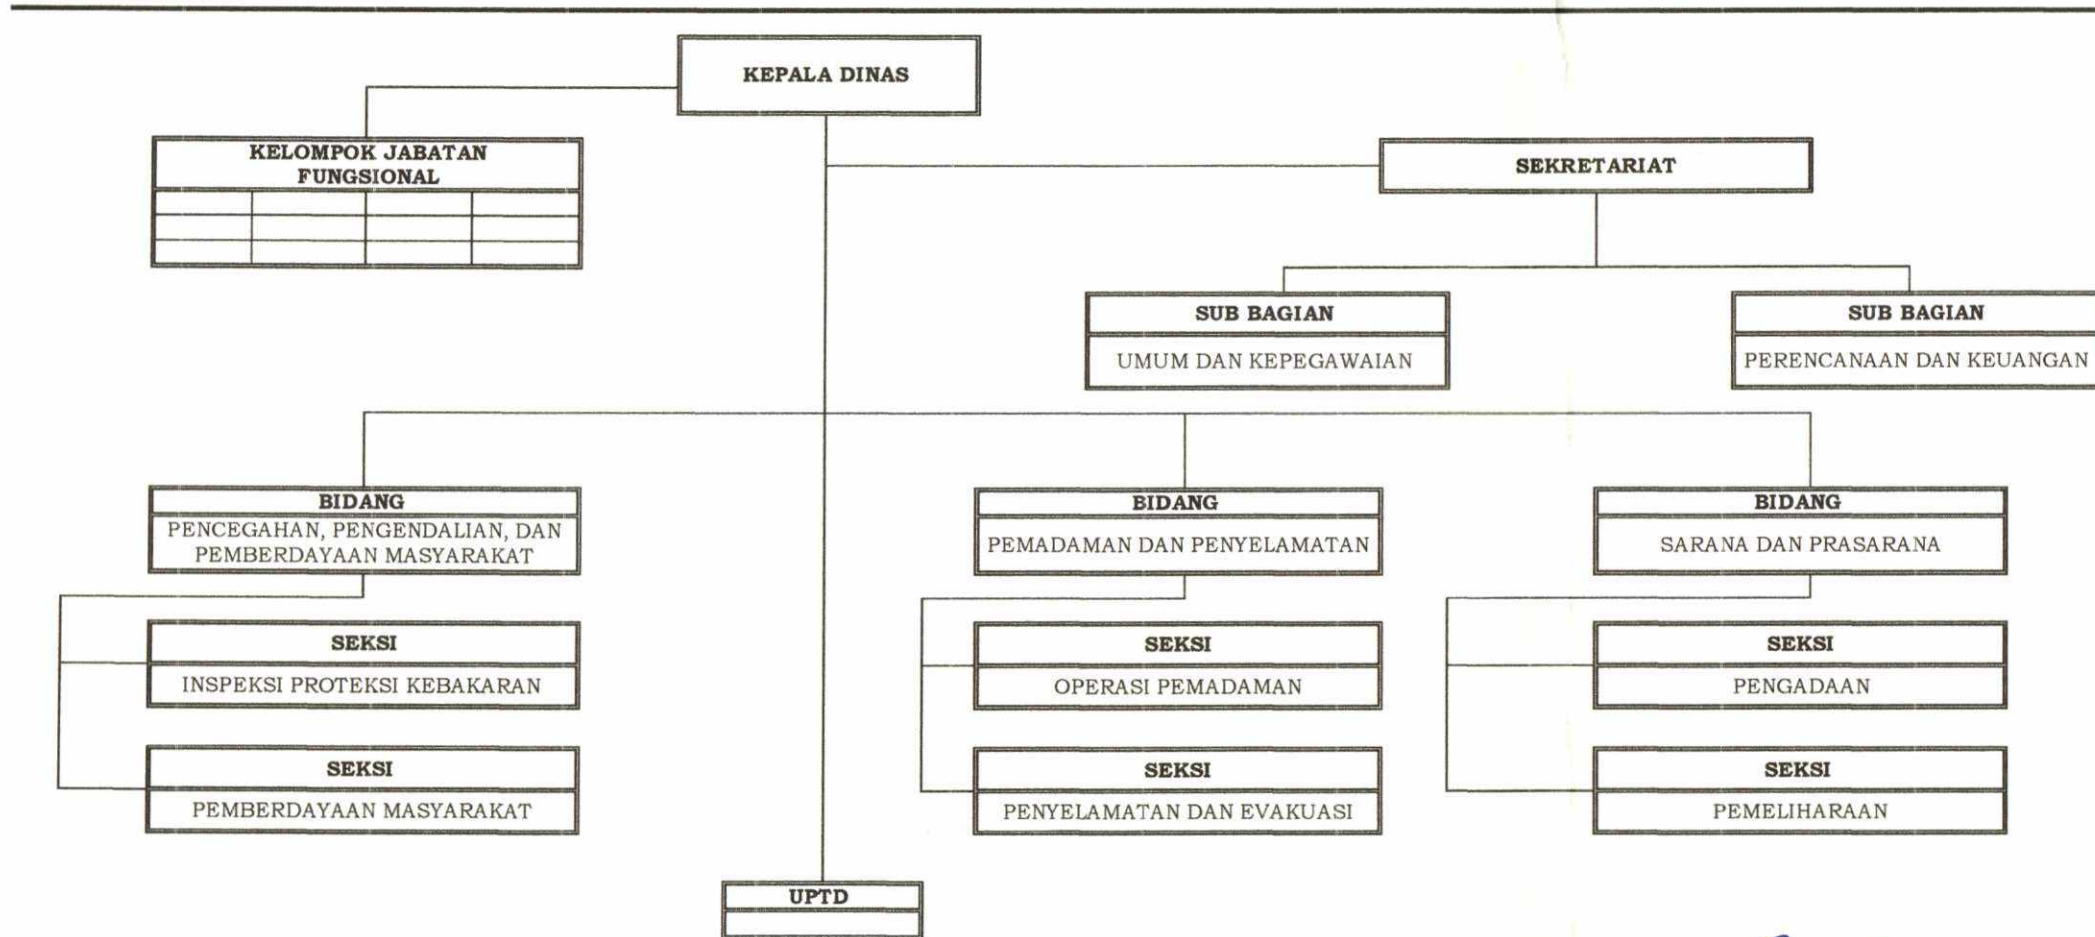 KEPALA DINAS
KELOMPOK JABATAN
FUNGSIONAL
SEKRETARIAT
SUB BAGIAN
UMUM DAN KEPEGAWAIAN
SUB BAGIAN
PERENCANAAN DAN KEUANGAN
BIDANG
PENCEGAHAN, PENGENDALIAN, DAN
PEMBERDAYAAN MASYARAKAT
SEKSI
INSPEKSI PROTEKSI KEBAKARAN
SEKSI
PEMBERDAYAAN MASYARAKAT
BIDANG
PEMADAMAN DAN PENYELAMATAN
SEKSI
OPERASI PEMADAMAN
SEKSI
PENYELAMATAN DAN EVAKUASI
BIDANG
SARANA DAN PRASARANA
SEKSI
PENGADAAN
SEKSI
PEMELIHARAAN
UPTD